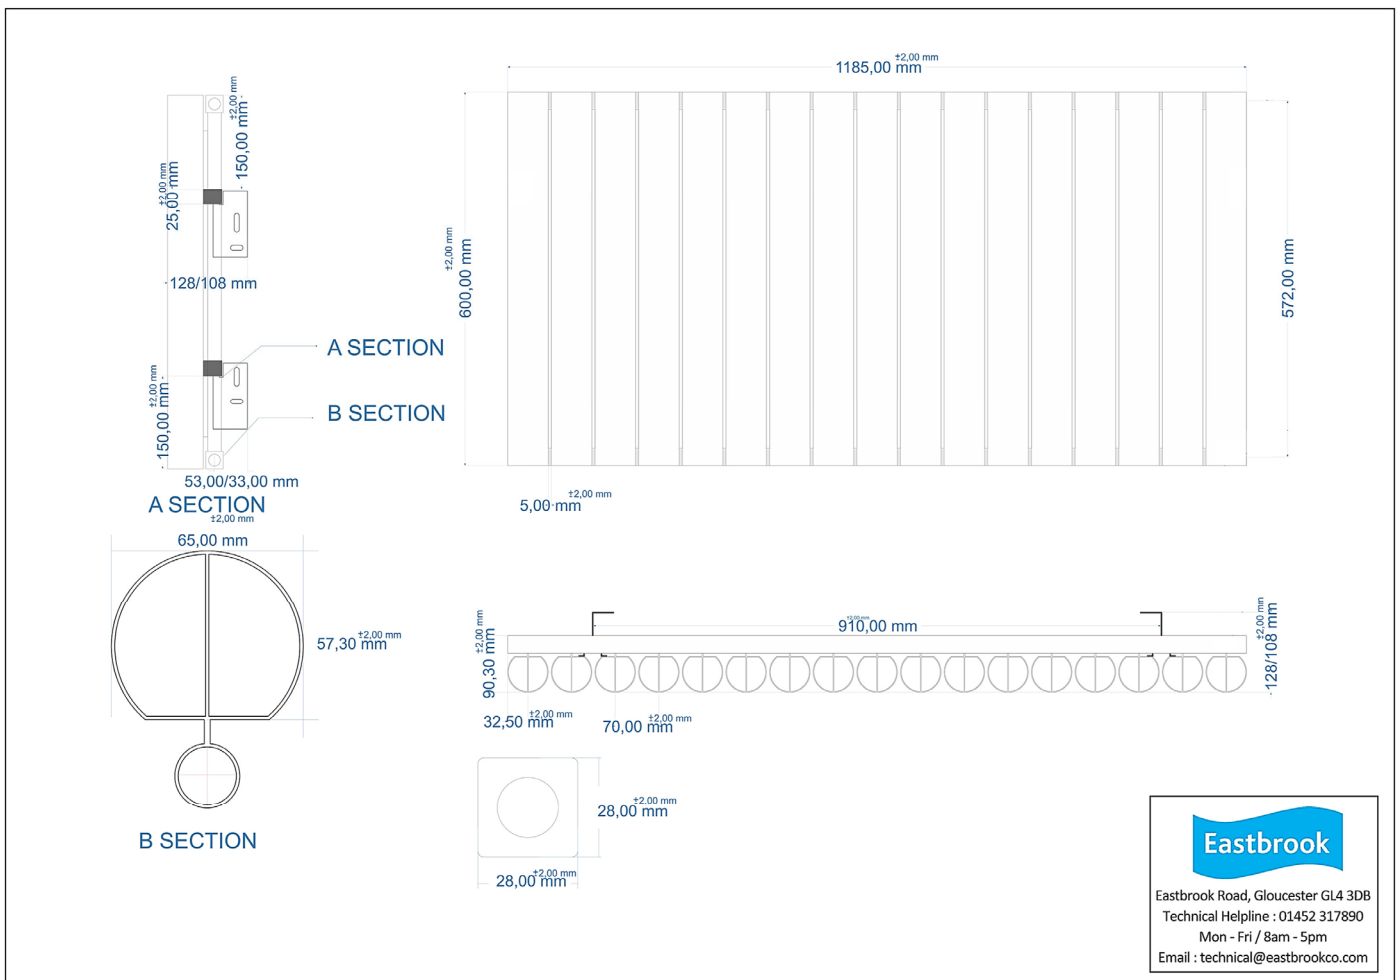 ±2,00 mm
1185,00 mm
±2,00 mm
150,00 mm
±2,00 mm
25,00 mm
128/108 mm
±2,00 mm
600,00 mm
572,00 mm
A SECTION
B SECTION
±2,00 mm
150,00 mm
53,00/33,00 mm
A SECTION
±2,00 mm
65,00 mm
±2,00 mm
57,30 mm
B SECTION
±2,00 mm
5,00 mm
±2,00 mm
910,00 mm
±2,00 mm
90,30 mm
±2,00 mm
128/108 mm
±2,00 mm
32,50 mm
±2,00 mm
70,00 mm
±2.00 mm
28,00 mm
±2,00 mm
28,00 mm
Eastbrook
Eastbrook Road, Gloucester GL4 3DB
Technical Helpline : 01452 317890
Mon - Fri / 8am - 5pm
Email : technical@eastbrookco.com